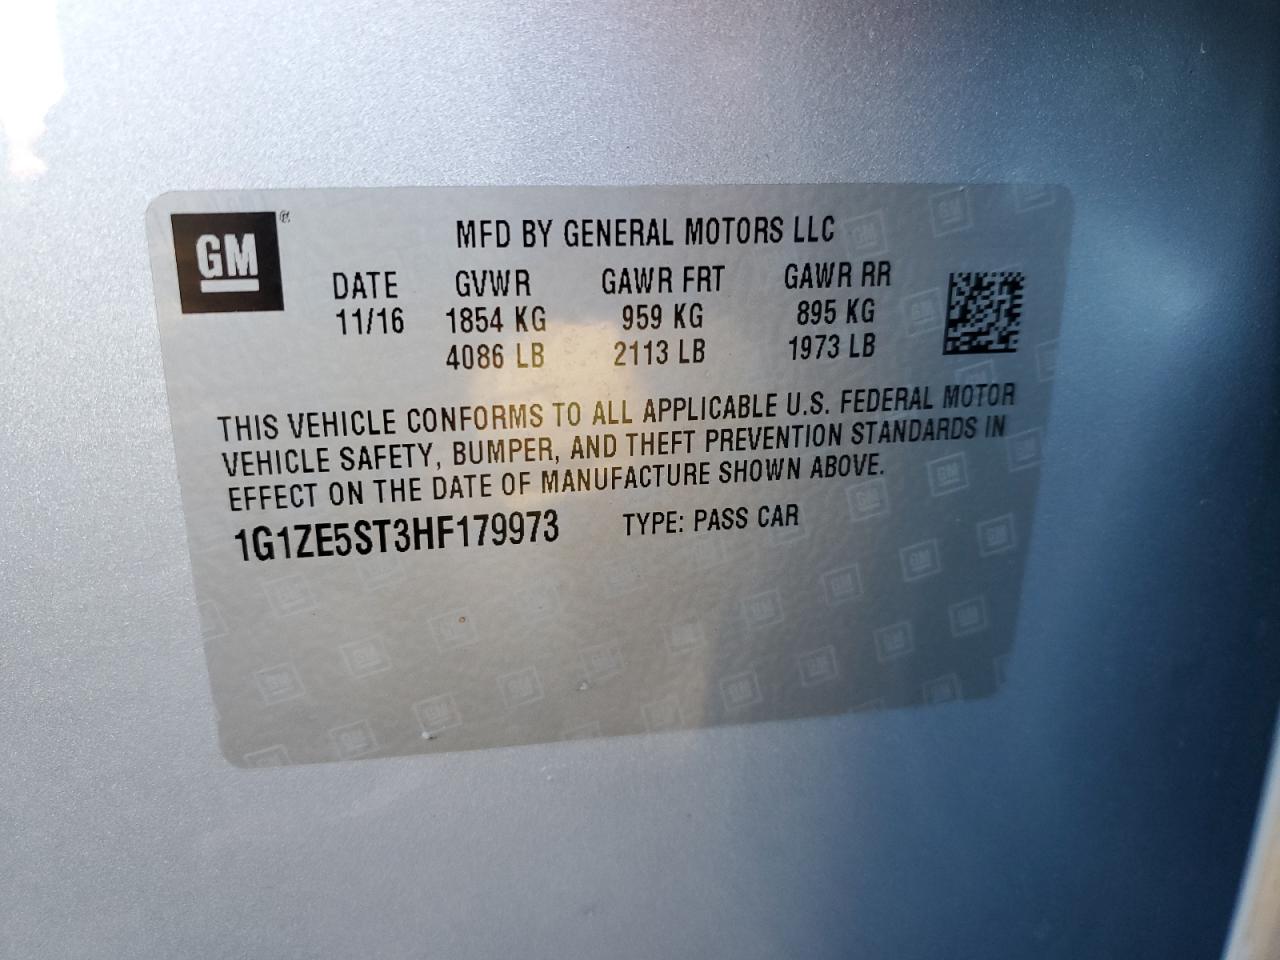 GM ®
MFD BY GENERAL MOTORS LLC
DATE GVWR GAWR FRT GAWR RR
11/16 1854 KG 959 KG 895 KG
4086 LB 2113 LB 1973 LB
THIS VEHICLE CONFORMS TO ALL APPLICABLE U.S. FEDERAL MOTOR
VEHICLE SAFETY, BUMPER, AND THEFT PREVENTION STANDARDS IN
EFFECT ON THE DATE OF MANUFACTURE SHOWN ABOVE.
1G1ZE5ST3HF179973 TYPE: PASS CAR